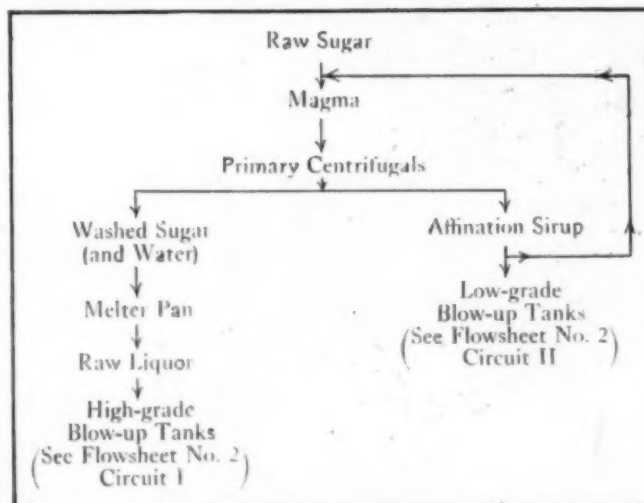 Raw Sugar
Magma
Primary Centrifugals
Washed Sugar
(and Water)
Melter Pan
Raw Liquor
High-grade
Blow-up Tanks
(See Flowsheet No. 2
Circuit I)
Affination Sirup
Low-grade
Blow-up Tanks
(See Flowsheet No. 2
Circuit II)